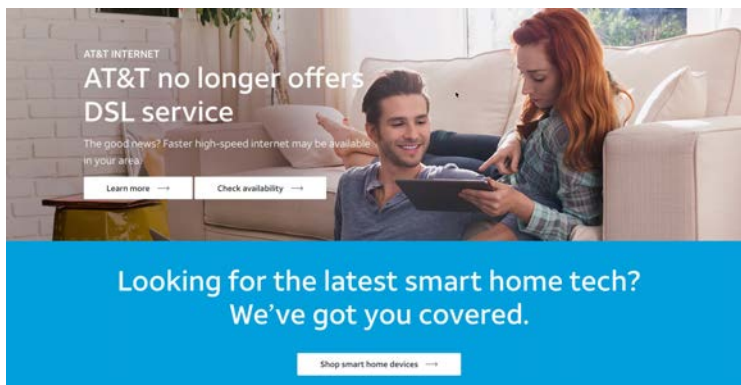 AT&T INTERNET
AT&T no longer offers
DSL service
The good news? Faster high-speed internet may be available
in your area.
Learn more →
Check availability →
Looking for the latest smart home tech?
We've got you covered.
Shop smart home devices →